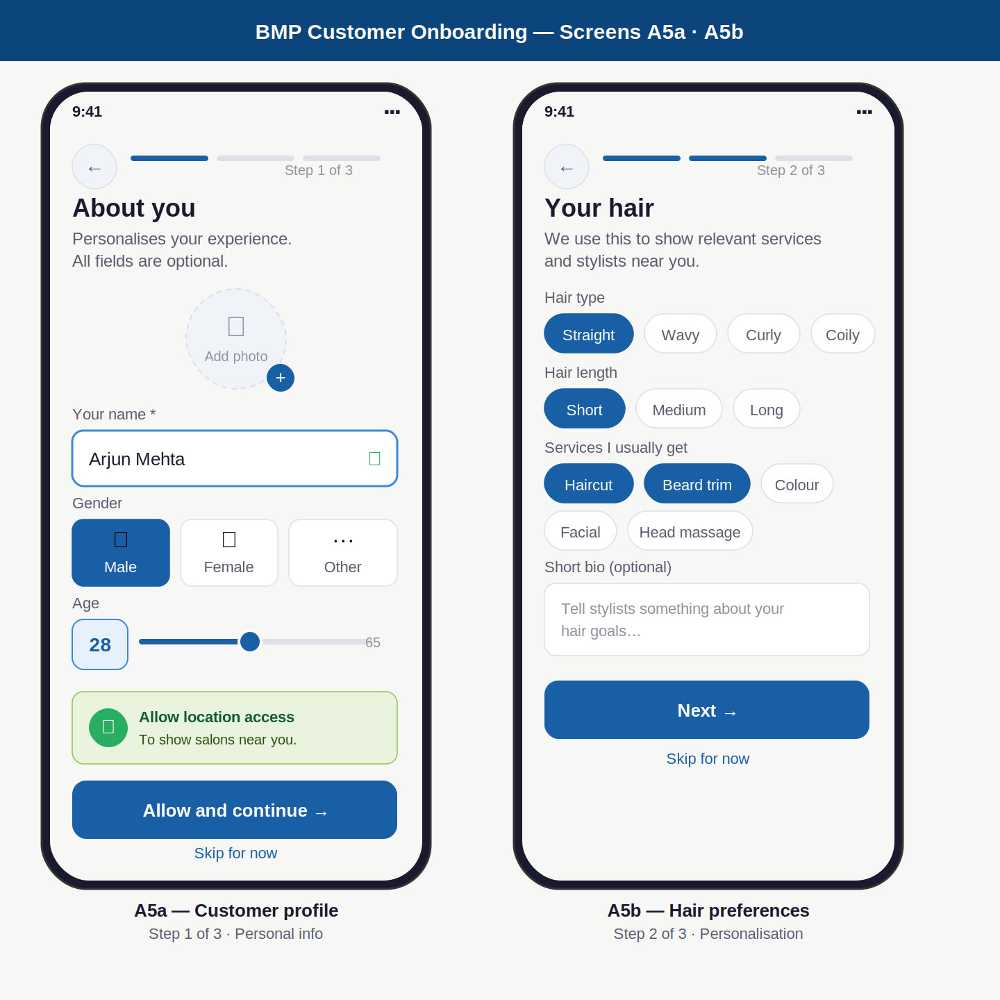 BMP Customer Onboarding — Screens A5a · A5b
9:41
←
Step 1 of 3
About you
Personalises your experience.
All fields are optional.
Add photo
+
Your name *
Arjun Mehta
Gender
Male
Female
Other
Age
28
65
Allow location access
To show salons near you.
Allow and continue →
Skip for now
A5a — Customer profile
Step 1 of 3 · Personal info
9:41
←
Step 2 of 3
Your hair
We use this to show relevant services
and stylists near you.
Hair type
Straight Wavy Curly Coily
Hair length
Short Medium Long
Services I usually get
Haircut Beard trim Colour
Facial Head massage
Short bio (optional)
Tell stylists something about your
hair goals…
Next →
Skip for now
A5b — Hair preferences
Step 2 of 3 · Personalisation